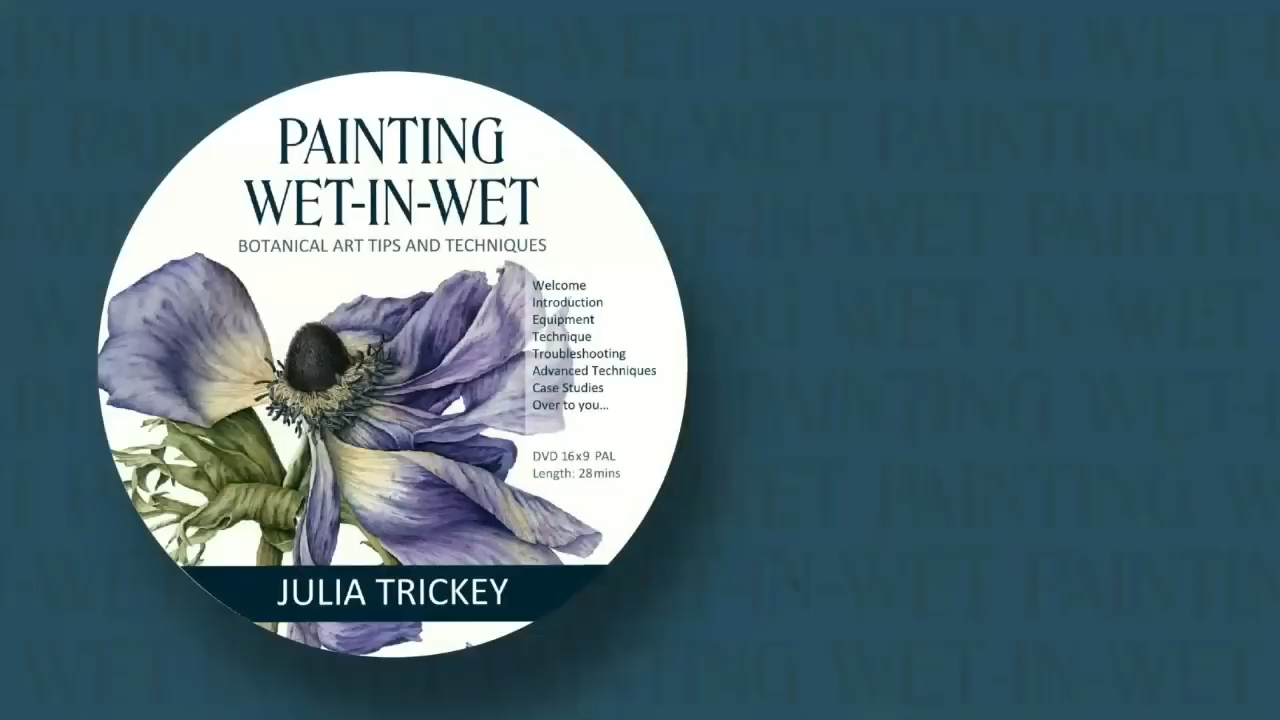 PAINTING
WET-IN-WET
BOTANICAL ART TIPS AND TECHNIQUES
Welcome
Introduction
Equipment
Technique
Troubleshooting
Advanced Techniques
Case Studies
Over to you...
DVD 16x9 PAL
Length: 28mins
JULIA TRICKEY